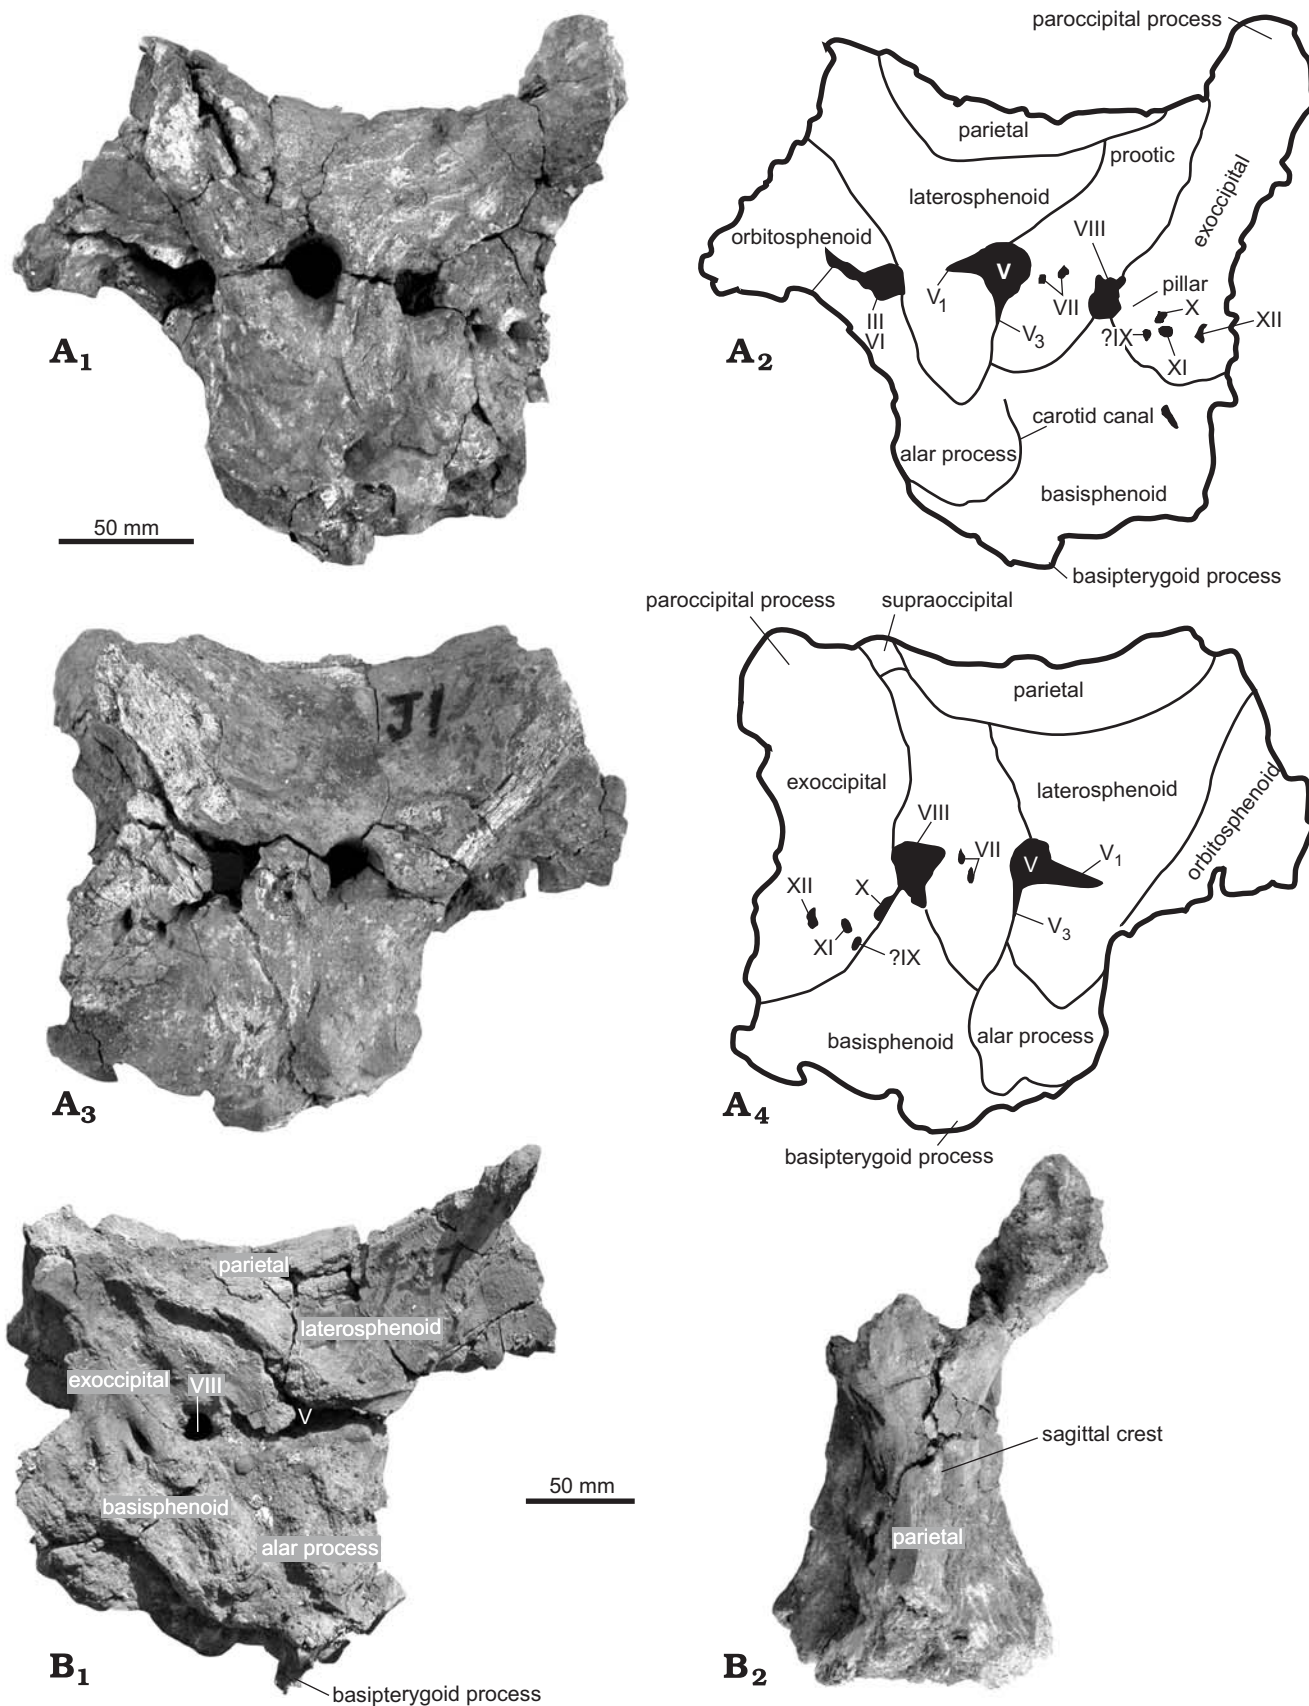 paroccipital process
parietal
prootic
laterosphenoid
exoccipital
orbitosphenoid
VIII
V
pillar
V1
VII
X
XII
III
VI
V3
?IX
XI
A1
A2
carotid canal
alar process
50 mm
basisphenoid
basipterygoid process
paroccipital process
supraoccipital
parietal
J1
exoccipital
laterosphenoid
orbitosphenoid
VIII
VII
V
V1
XII
X
V3
XI
?IX
basisphenoid
alar process
A3
A4
basipterygoid process
parietal
laterosphenoid
exoccipital
VIII
V
sagittal crest
50 mm
basisphenoid
alar process
parietal
B1
B2
basipterygoid process